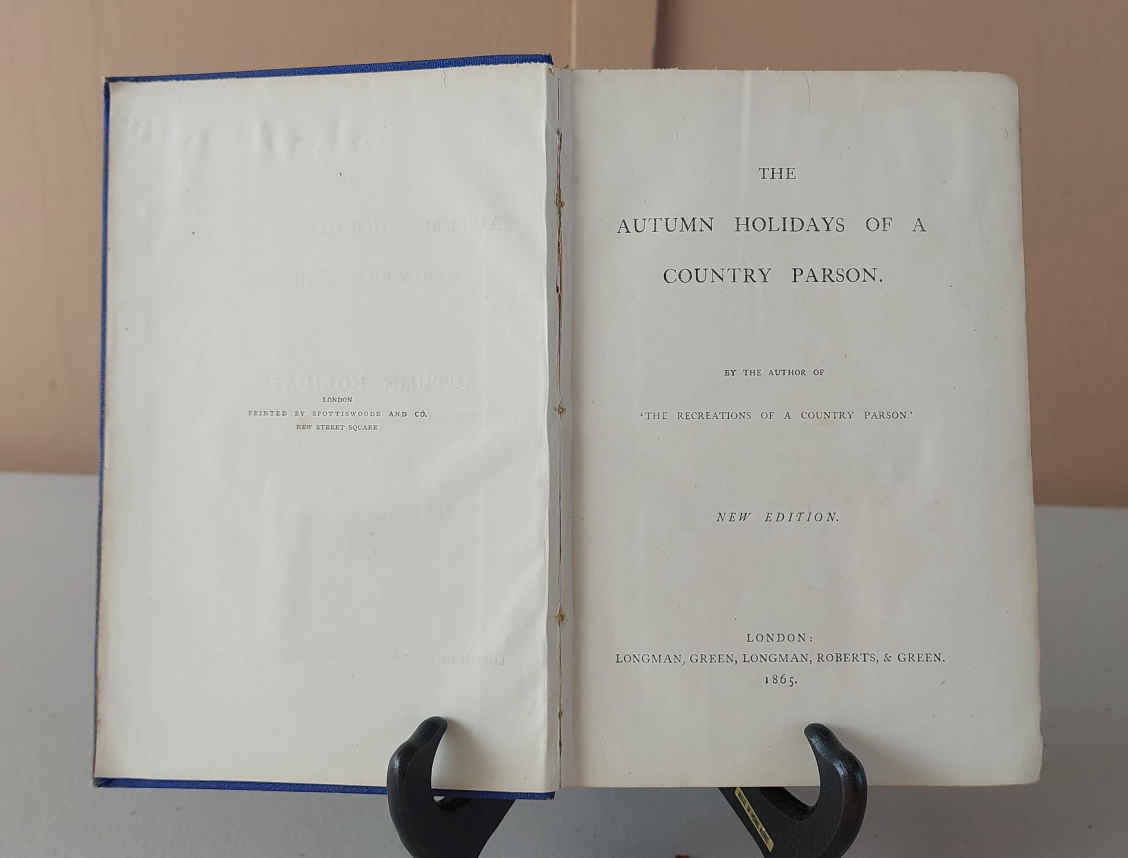 LONDON
PRINTED BY SPOTTISWOODE AND CO.
NEW STREET SQUARE
THE
AUTUMN HOLIDAYS OF A
COUNTRY PARSON.
BY THE AUTHOR OF
'THE RECREATIONS OF A COUNTRY PARSON.'
NEW EDITION.
LONDON:
LONGMAN, GREEN, LONGMAN, ROBERTS, & GREEN.
1865.